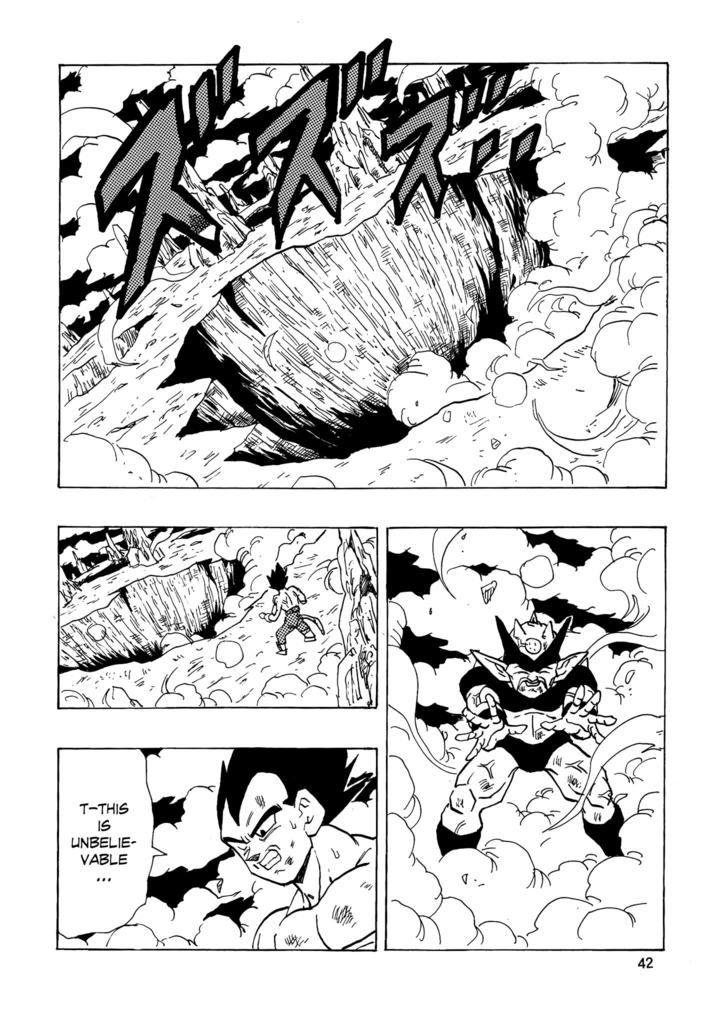 ズズズ...
T-THIS
IS
UNBELIE-
VABLE
...
42